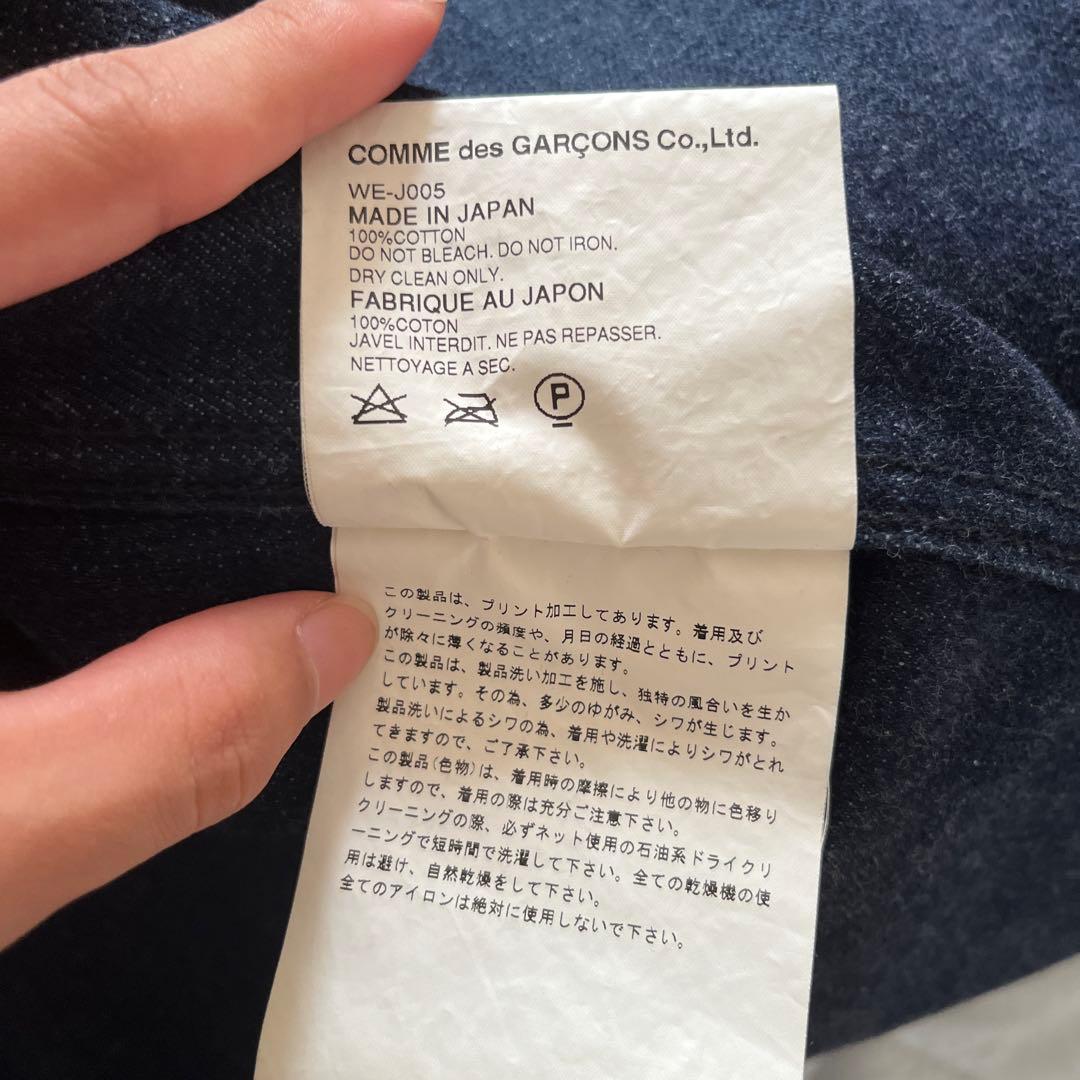 COMME des GARÇONS Co.,Ltd.
WE-J005
MADE IN JAPAN
100%COTTON
DO NOT BLEACH. DO NOT IRON.
DRY CLEAN ONLY.
FABRIQUE AU JAPON
100%COTON
JAVEL INTERDIT. NE PAS REPASSER.
NETTOYAGE A SEC.
P
この製品は、プリント加工してあります。着用及び
クリーニングの頻度や、月日の経過とともに、プリント
が除々に薄くなることがあります。
この製品は、製品洗い加工を施し、独特の風合いを生か
しています。その為、多少のゆがみ、シワが生じます。
製品洗いによるシワの為、着用や洗濯によりシワがとれ
てきますので、ご了承下さい。
この製品(色物)は、着用時の摩擦により他の物に色移り
しますので、着用の際は充分ご注意下さい。
クリーニングの際、必ずネット使用の石油系ドライクリ
ーニングで短時間で洗濯して下さい。全ての乾燥機の使
用は避け、自然乾燥をして下さい。
全てのアイロンは絶対に使用しないで下さい。